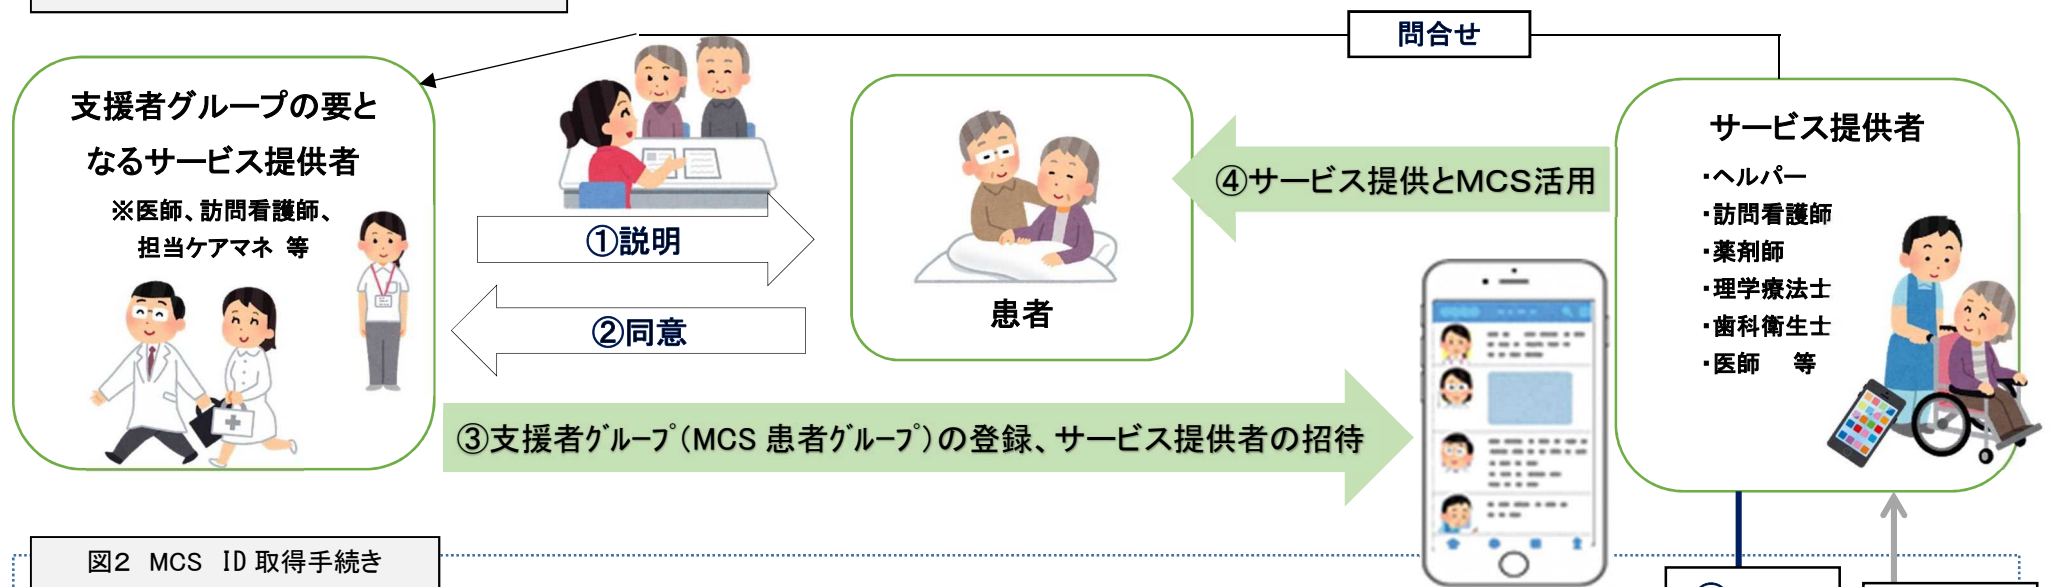 問合せ
支援者グループの要と
なるサービス提供者
※医師、訪問看護師、
担当ケアマネ 等
①説明
②同意
患者
④サービス提供とMCS活用
サービス提供者
・ヘルパー
・訪問看護師
・薬剤師
・理学療法士
・歯科衛生士
・医師　等
③支援者ｸﾞﾙｰﾌﾟ(MCS 患者ｸﾞﾙｰﾌﾟ)の登録、サービス提供者の招待
図2 MCS ID 取得手続き